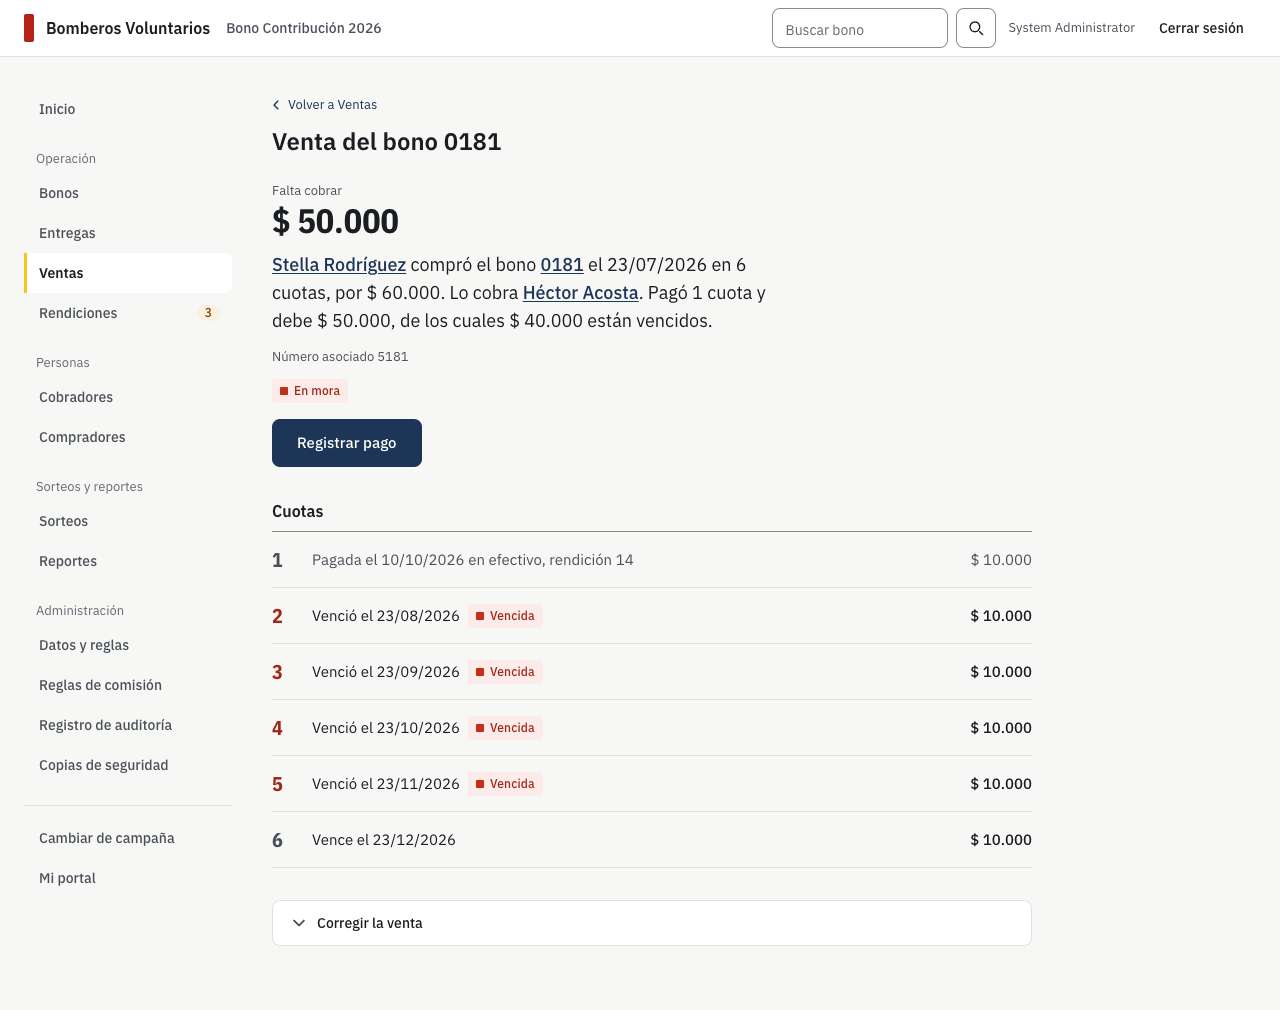 Bomberos Voluntarios
Bono Contribución 2026
Buscar bono
System Administrator
Cerrar sesión
Inicio
Operación
Bonos
Entregas
Ventas
Rendiciones 3
Personas
Cobradores
Compradores
Sorteos y reportes
Sorteos
Reportes
Administración
Datos y reglas
Reglas de comisión
Registro de auditoría
Copias de seguridad
Cambiar de campaña
Mi portal
Volver a Ventas
Venta del bono 0181
Falta cobrar
$ 50.000
Stella Rodríguez compró el bono 0181 el 23/07/2026 en 6
cuotas, por $ 60.000. Lo cobra Héctor Acosta. Pagó 1 cuota y
debe $ 50.000, de los cuales $ 40.000 están vencidos.
Número asociado 5181
En mora
Registrar pago
Cuotas
1 Pagada el 10/10/2026 en efectivo, rendición 14 $ 10.000
2 Venció el 23/08/2026 Vencida $ 10.000
3 Venció el 23/09/2026 Vencida $ 10.000
4 Venció el 23/10/2026 Vencida $ 10.000
5 Venció el 23/11/2026 Vencida $ 10.000
6 Vence el 23/12/2026 $ 10.000
Corregir la venta